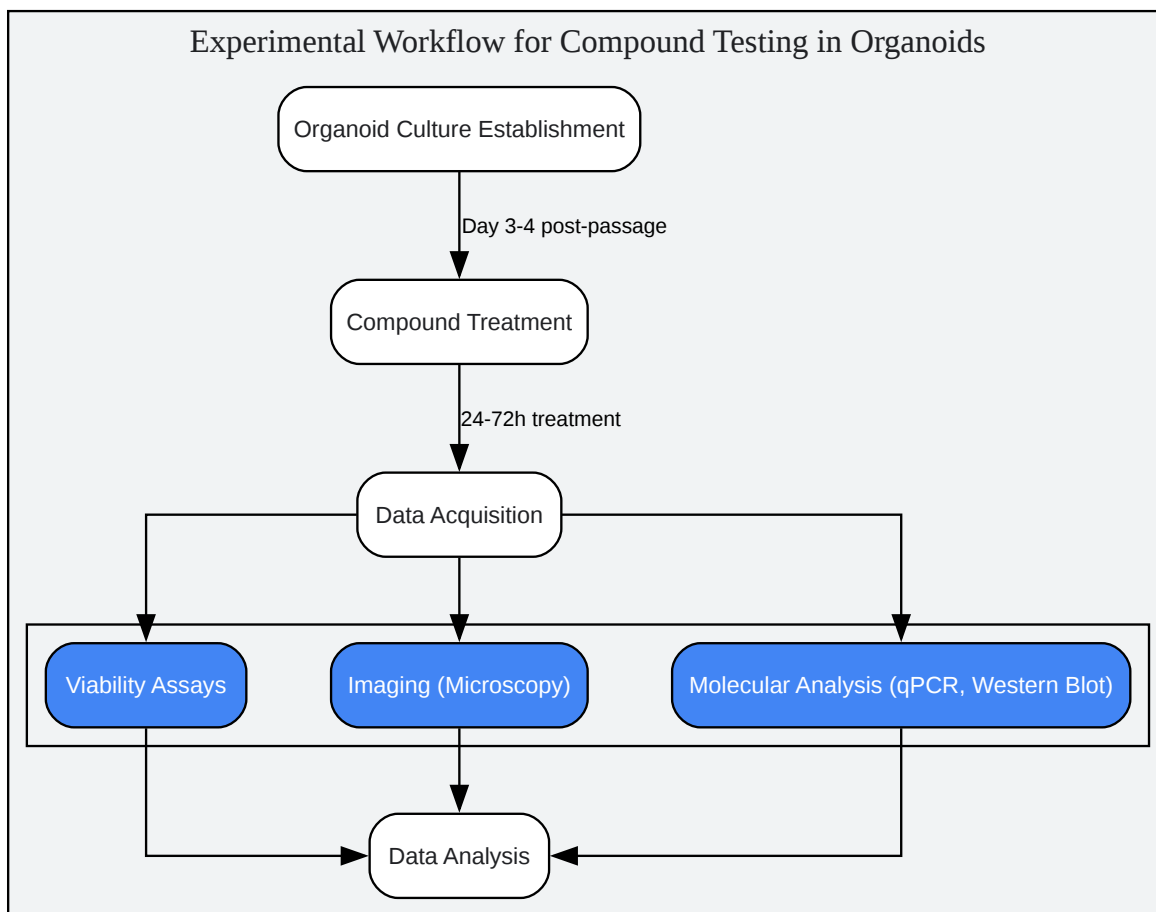 Experimental Workflow for Compound Testing in Organoids
Organoid Culture Establishment
Day 3-4 post-passage
Compound Treatment
24-72h treatment
Data Acquisition
Viability Assays
Imaging (Microscopy)
Molecular Analysis (qPCR, Western Blot)
Data Analysis